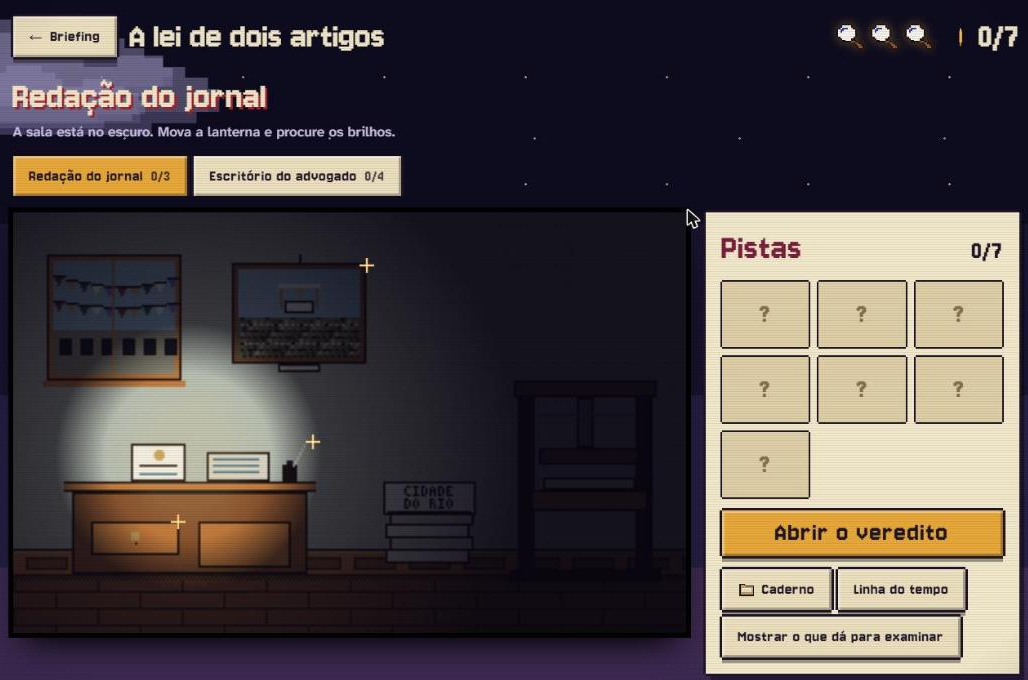 ← Briefing
A lei de dois artigos
0/7
Redação do jornal
A sala está no escuro. Mova a lanterna e procure os brilhos.
Redação do jornal 0/3
Escritório do advogado 0/4
CIDADE
DO RIO
Pistas
0/7
? ? ?
? ? ?
?
Abrir o veredito
Caderno
Linha do tempo
Mostrar o que dá para examinar